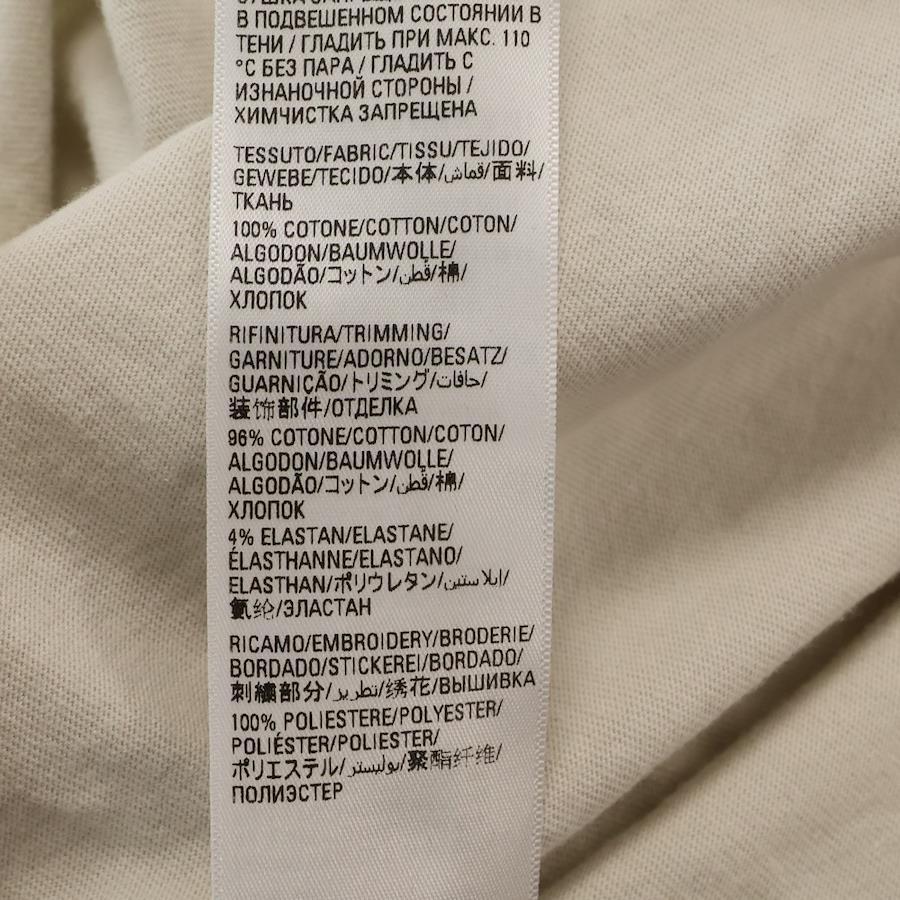 В ПОДВЕШЕННОМ СОСТОЯНИИ В
ТЕНИ / ГЛАДИТЬ ПРИ МАКС. 110
°C БЕЗ ПАРА / ГЛАДИТЬ С
ИЗНАНОЧНОЙ СТОРОНЫ /
ХИМЧИСТКА ЗАПРЕЩЕНА
TESSUTO/FABRIC/TISSU/TEJIDO/
GEWEBE/TECIDO/本体/قماش/面料/
ТКАНЬ
100% COTONE/COTTON/COTON/
ALGODON/BAUMWOLLE/
ALGODÃO/コットン/قطن/棉/
ХЛОПОК
RIFINITURA/TRIMMING/
GARNITURE/ADORNO/BESATZ/
GUARNIÇÃO/トリミング/حافات/
装饰部件/ОТДЕЛКА
96% COTONE/COTTON/COTON/
ALGODON/BAUMWOLLE/
ALGODÃO/コットン/قطن/棉/
ХЛОПОК
4% ELASTAN/ELASTANE/
ÉLASTHANNE/ELASTANO/
ELASTHAN/ポリウレタン/إيلاستين/
氨纶/ЭЛАСТАН
RICAMO/EMBROIDERY/BRODERIE/
BORDADO/STICKEREI/BORDADO/
刺繍部分/تطريز/绣花/ВЫШИВКА
100% POLIESTERE/POLYESTER/
POLIÉSTER/POLIESTER/
ポリエステル/بوليستر/聚酯纤维/
ПОЛИЭСТЕР